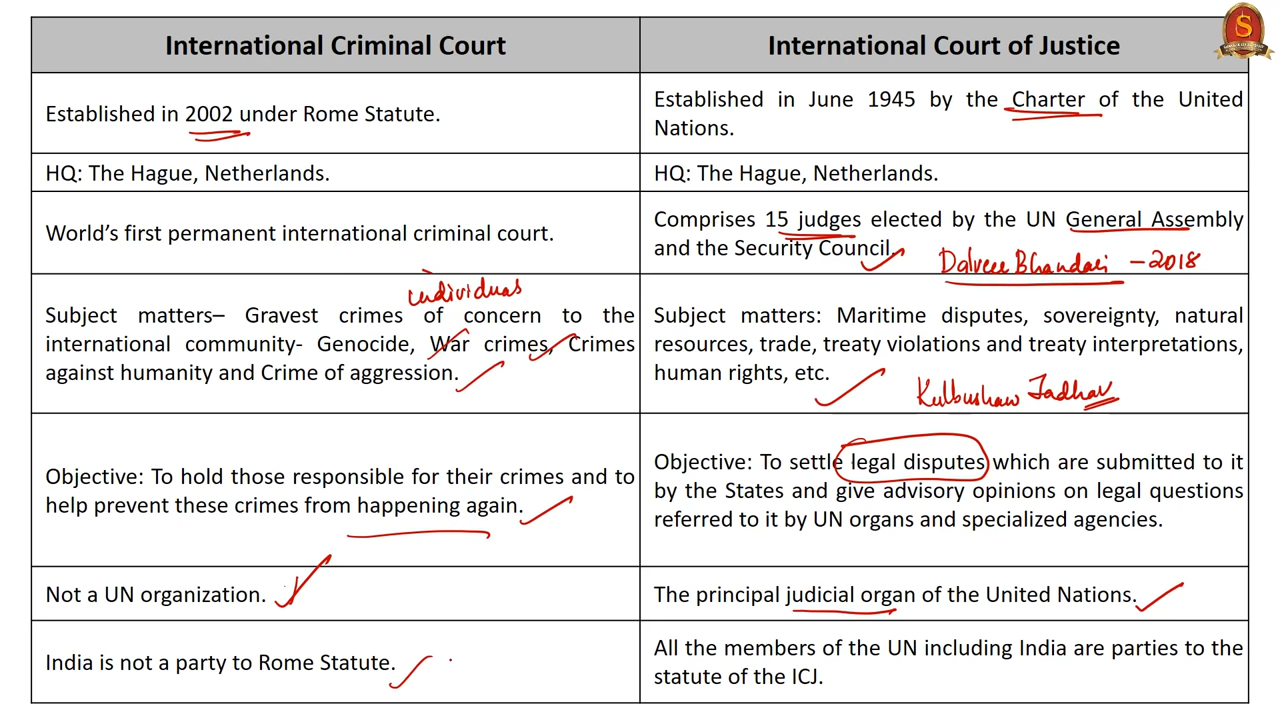 International Criminal Court
International Court of Justice
S
Established in 2002 under Rome Statute.
Established in June 1945 by the Charter of the United
Nations.
HQ: The Hague, Netherlands.
HQ: The Hague, Netherlands.
World's first permanent international criminal court.
Comprises 15 judges elected by the UN General Assembly
and the Security Council.
Bhandari - 2018
Subject matters– Gravest crimes of concern to the
international community- Genocide, War crimes, Crimes
against humanity and Crime of aggression.
Subject matters: Maritime disputes, sovereignty, natural
resources, trade, treaty violations and treaty interpretations,
human rights, etc.
Jadhav
Objective: To hold those responsible for their crimes and to
help prevent these crimes from happening again.
Objective: To settle legal disputes which are submitted to it
by the States and give advisory opinions on legal questions
referred to it by UN organs and specialized agencies.
Not a UN organization.
The principal judicial organ of the United Nations.
India is not a party to Rome Statute.
All the members of the UN including India are parties to the
statute of the ICJ.